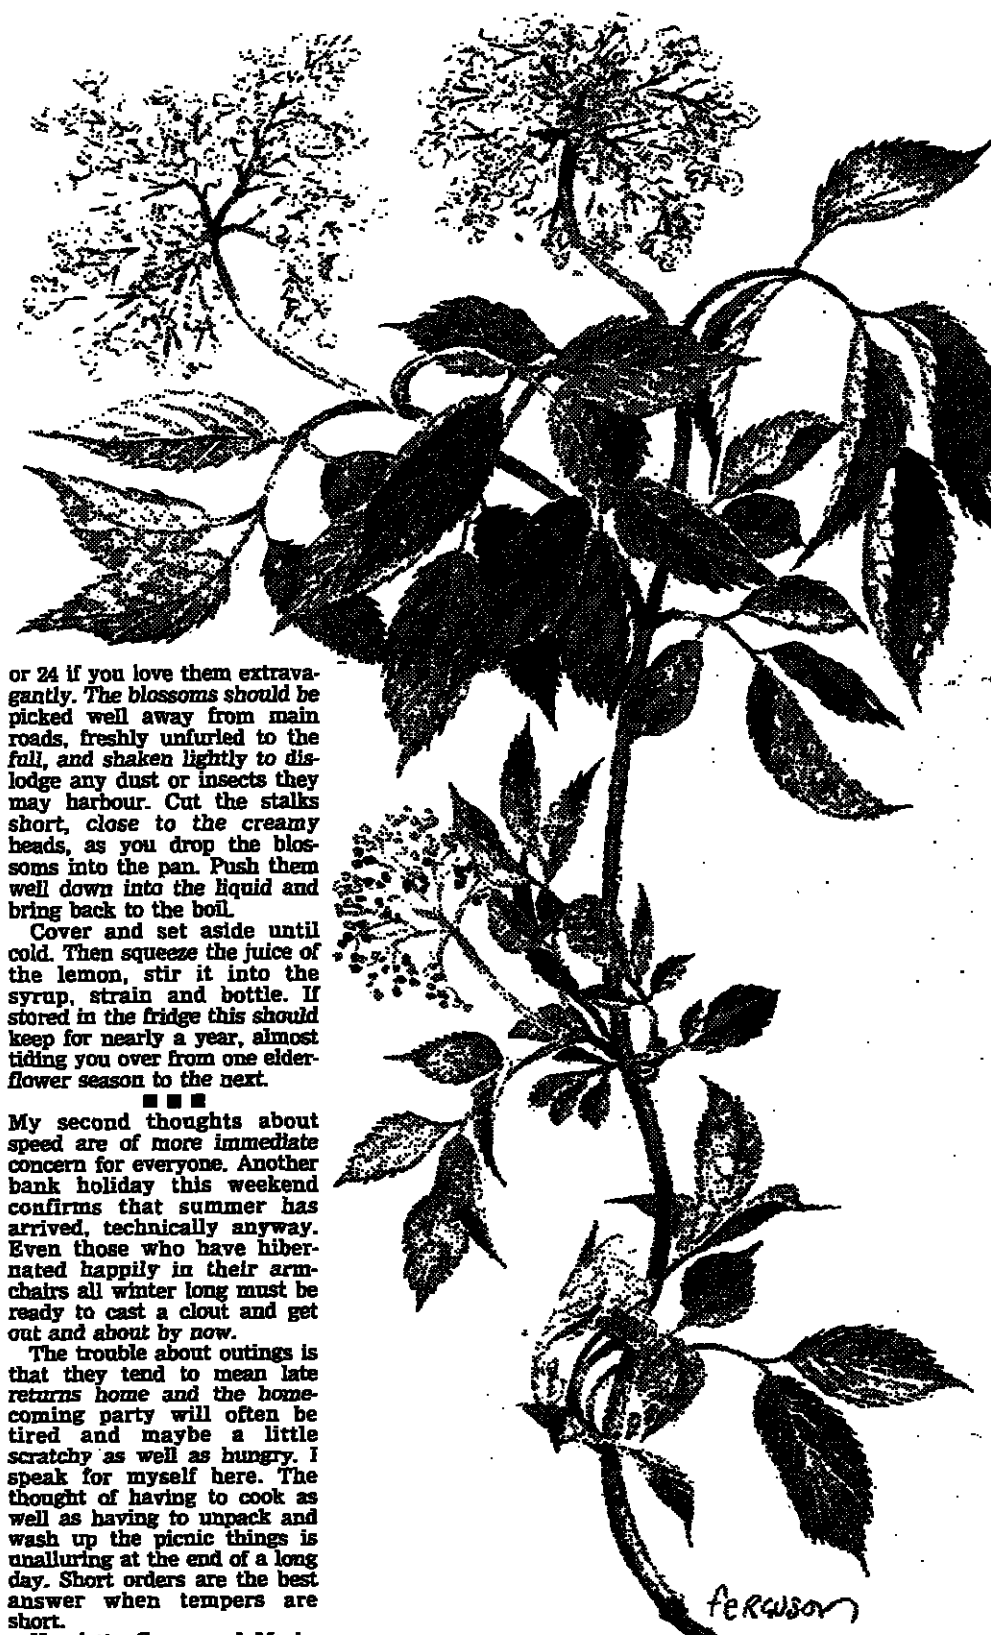 or 24 if you love them extrava-
gantly. The blossoms should be
picked well away from main
roads, freshly unfurled to the
full, and shaken lightly to dis-
lodge any dust or insects they
may harbour. Cut the stalks
short, close to the creamy
heads, as you drop the blos-
soms into the pan. Push them
well down into the liquid and
bring back to the boil.
Cover and set aside until
cold. Then squeeze the juice of
the lemon, stir it into the
syrup, strain and bottle. If
stored in the fridge this should
keep for nearly a year, almost
tiding you over from one elder-
flower season to the next.
■ ■ ■
My second thoughts about
speed are of more immediate
concern for everyone. Another
bank holiday this weekend
confirms that summer has
arrived, technically anyway.
Even those who have hiber-
nated happily in their arm-
chairs all winter long must be
ready to cast a clout and get
out and about by now.
The trouble about outings is
that they tend to mean late
returns home and the home-
coming party will often be
tired and maybe a little
scratchy as well as hungry. I
speak for myself here. The
thought of having to cook as
well as having to unpack and
wash up the picnic things is
unalluring at the end of a long
day. Short orders are the best
answer when tempers are
short.
ferguson